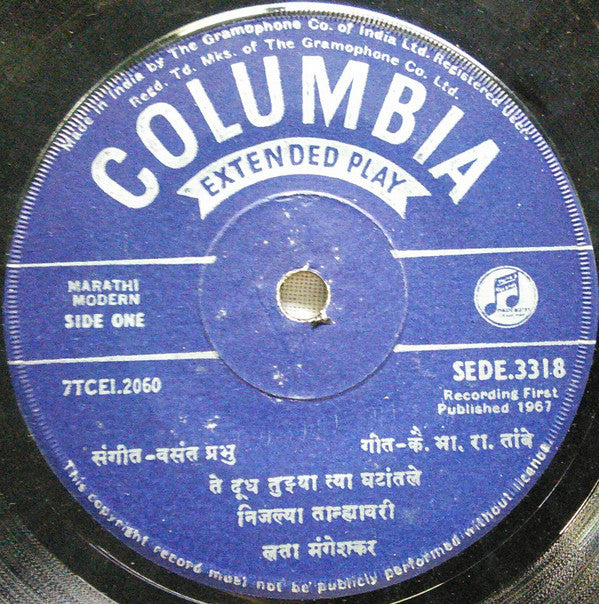 Made in India by The Gramophone Co. of India Ltd. Registered User.
Regd. Td. Mks. of The Gramophone Co. Ltd.
COLUMBIA
EXTENDED PLAY
MARATHI
MODERN
SIDE ONE
7TCEI.2060
SEDE.3318
Recording First
Published 1967
संगीत-वसंत प्रभु
गीत-कै. भा. रा. तांबे
ते दूध तुझ्या त्या घटांतले
निजल्या तान्ह्यावरी
लता मंगेशकर
This copyright record must not be publicly performed without licence